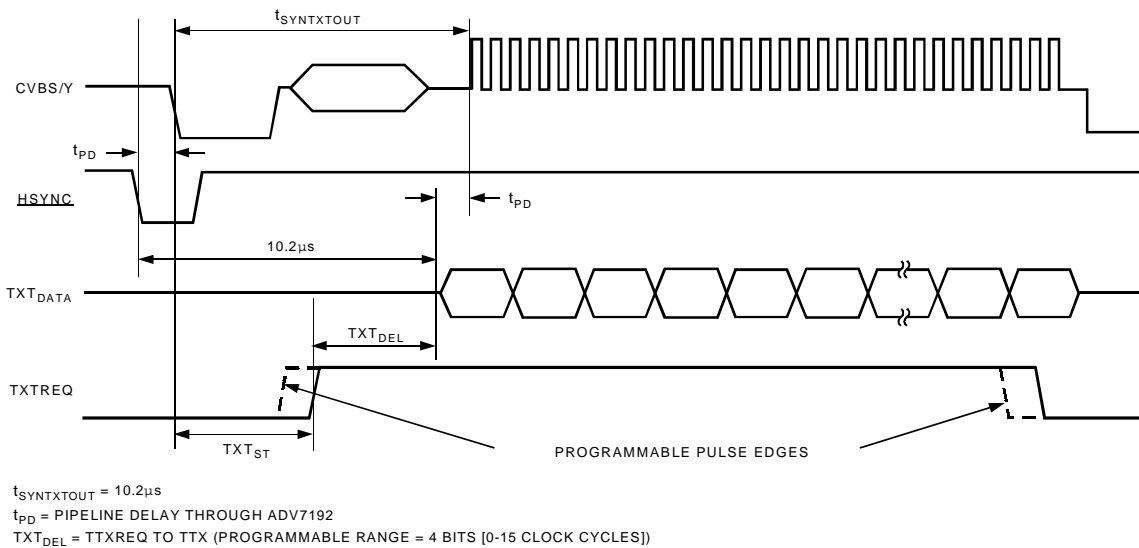 tSYNTXTOUT
CVBS/Y
tPD
HSYNC
tPD
10.2µs
TXTDATA
TXTDEL
TXTREQ
TXTST
PROGRAMMABLE PULSE EDGES
tSYNTXTOUT = 10.2µs
tPD = PIPELINE DELAY THROUGH ADV7192
TXTDEL = TTXREQ TO TTX (PROGRAMMABLE RANGE = 4 BITS [0-15 CLOCK CYCLES])